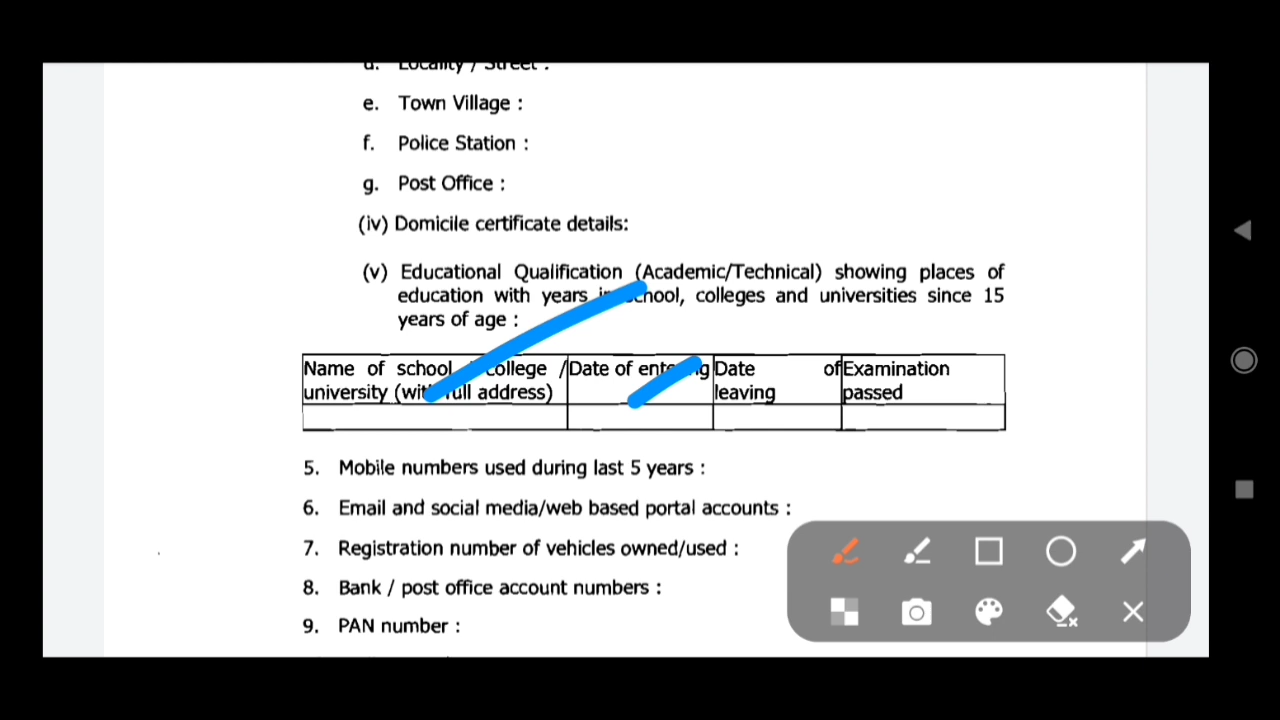 d. Locality / Street :
e. Town Village :
f. Police Station :
g. Post Office :
(iv) Domicile certificate details:
(v) Educational Qualification (Academic/Technical) showing places of
education with years in school, colleges and universities since 15
years of age :
Name of school / college / Date of entering Date of Examination
university (with full address) leaving passed
5. Mobile numbers used during last 5 years :
6. Email and social media/web based portal accounts :
7. Registration number of vehicles owned/used :
8. Bank / post office account numbers :
9. PAN number :